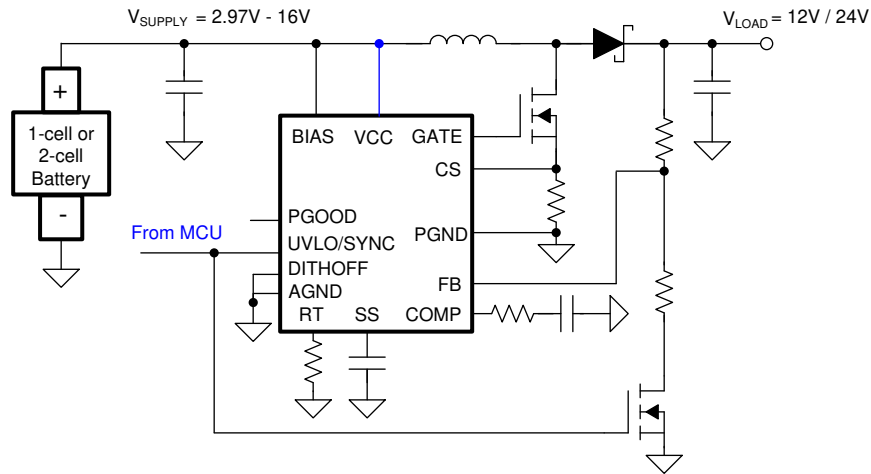 VSUPPLY = 2.97V - 16V
VLOAD = 12V / 24V
+
1-cell or
2-cell
Battery
-
BIAS VCC GATE
CS
PGOOD
From MCU
UVLO/SYNC
PGND
DITHOFF
FB
AGND
RT SS COMP